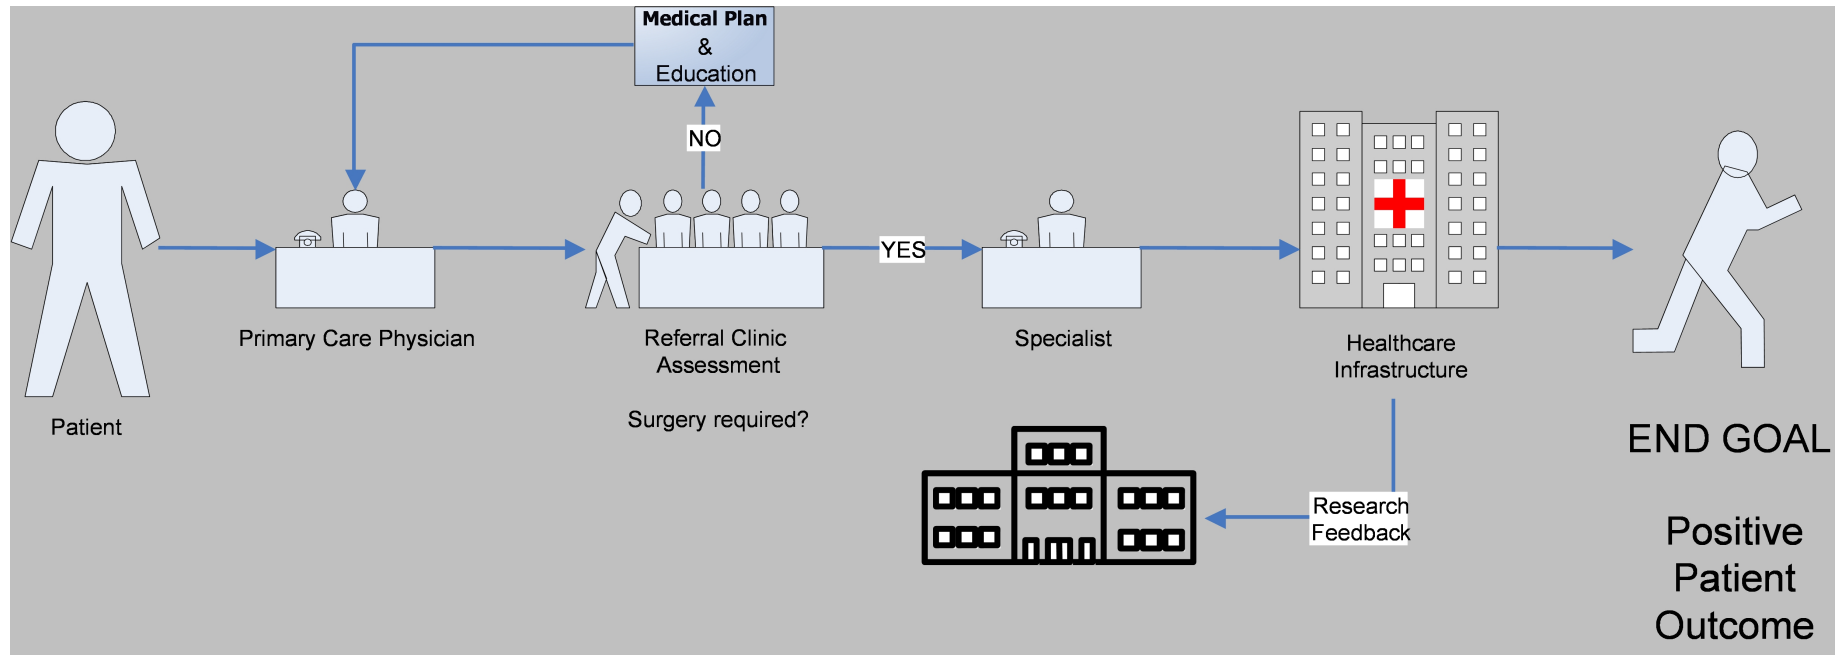 Medical Plan
&
Education
NO
YES
Primary Care Physician
Referral Clinic
Assessment
Surgery required?
Specialist
Healthcare
Infrastructure
Patient
Research
Feedback
END GOAL
Positive
Patient
Outcome